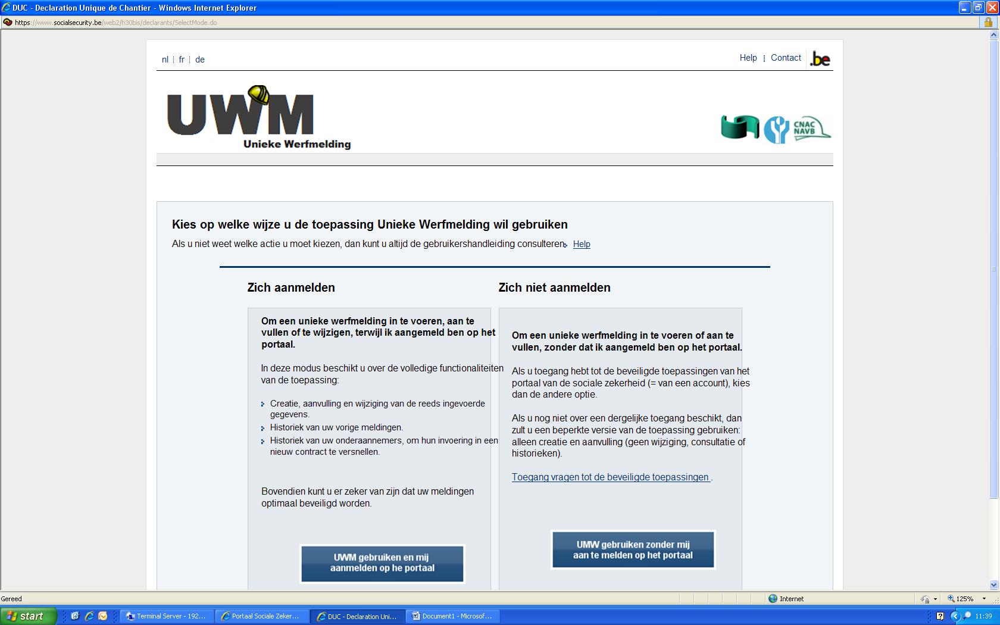 DUC - Declaration Unique de Chantier - Windows Internet Explorer
https://www.socialsecurity.be/web2/h30bis/declarants/SelectMode.do
nl fr de
Help Contact .be
UWM
Unieke Werfmelding
CNAC
NAVB
Kies op welke wijze u de toepassing Unieke Werfmelding wil gebruiken
Als u niet weet welke actie u moet kiezen, dan kunt u altijd de gebruikershandleiding consulteren Help
Zich aanmelden
Om een unieke werfmelding in te voeren, aan te
vullen of te wijzigen, terwijl ik aangemeld ben op het
portaal.
In deze modus beschikt u over de volledige functionaliteiten
van de toepassing:
Creatie, aanvulling en wijziging van de reeds ingevoerde
gegevens.
Historiek van uw vorige meldingen.
Historiek van uw onderaannemers, om hun invoering in een
nieuw contract te versnellen.
Bovendien kunt u er zeker van zijn dat uw meldingen
optimaal beveiligd worden.
UWM gebruiken en mij
aanmelden op he portaal
Zich niet aanmelden
Om een unieke werfmelding in te voeren of aan te
vullen, zonder dat ik aangemeld ben op het portaal.
Als u toegang hebt tot de beveiligde toepassingen van het
portaal van de sociale zekerheid (= van een account), kies
dan de andere optie.
Als u nog niet over een dergelijke toegang beschikt, dan
zult u een beperkte versie van de toepassing gebruiken:
alleen creatie en aanvulling (geen wijziging, consultatie of
historieken).
Toegang vragen tot de beveiligde toepassingen .
UMW gebruiken zonder mij
aan te melden op het portaal
Gereed Internet 125%
start Terminal Server - 192... Portaal Sociale Zeker... DUC - Declaration Uni... Document1 - Microsof... 11:39